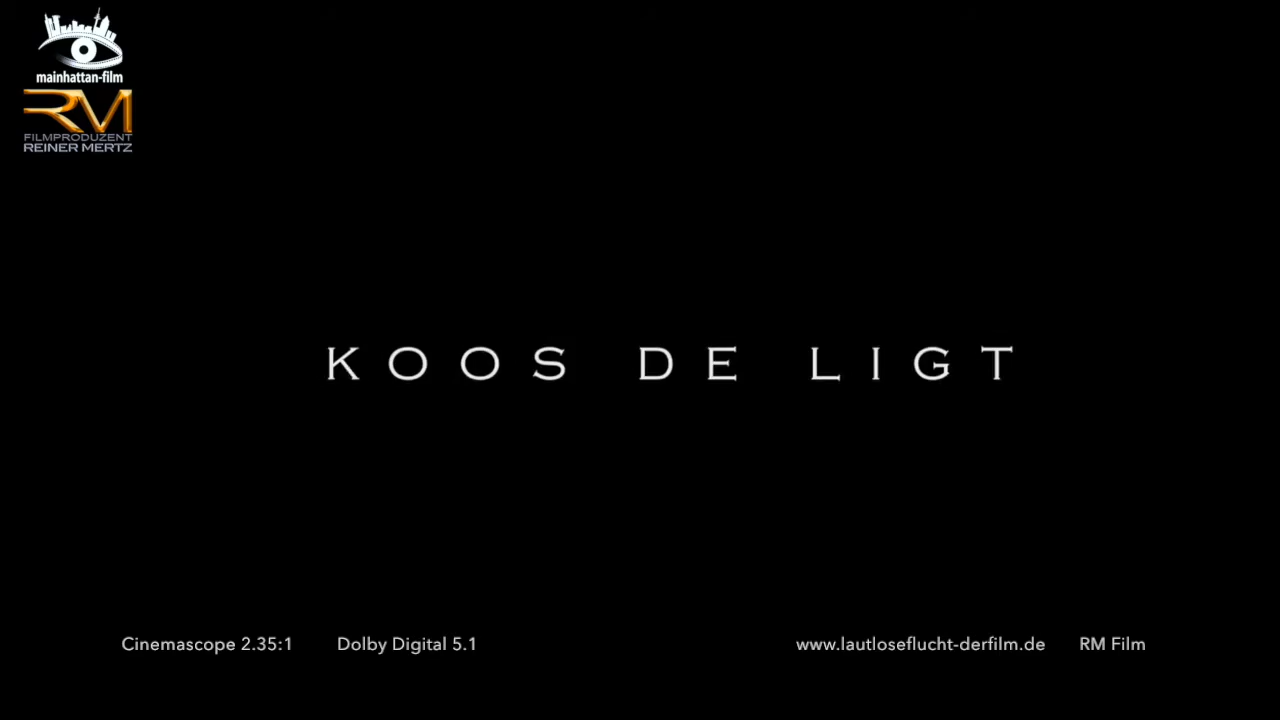 mainhattan-film
RM
FILMPRODUZENT
REINER MERTZ
KOOS DE LIGT
Cinemascope 2.35:1 Dolby Digital 5.1 www.lautloseflucht-derfilm.de RM Film